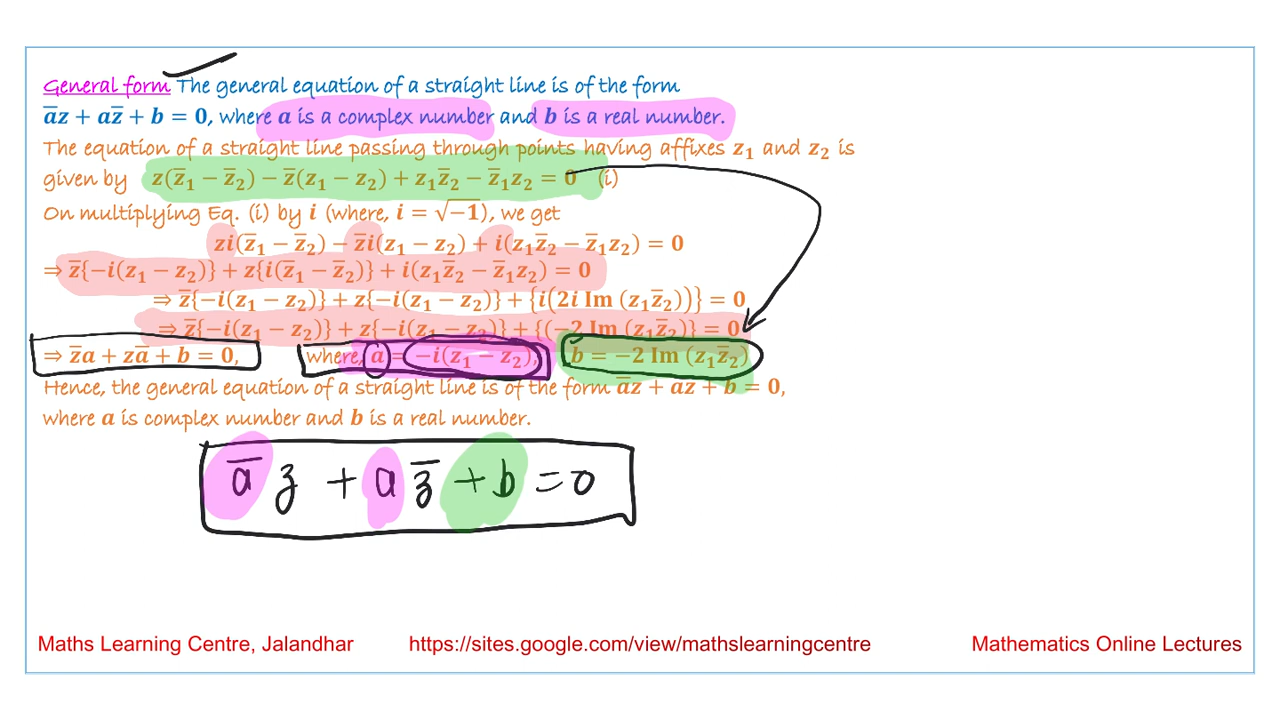 General form The general equation of a straight line is of the form
a̅z + az̅ + b = 0, where a is a complex number and b is a real number.
The equation of a straight line passing through points having affixes z₁ and z₂ is
given by z(z̅₁ − z̅₂) − z̅(z₁ − z₂) + z₁z̅₂ − z̅₁z₂ = 0 (i)
On multiplying Eq. (i) by i (where, i = √−1), we get
zi(z̅₁ − z̅₂) − z̅i(z₁ − z₂) + i(z₁z̅₂ − z̅₁z₂) = 0
⇒ z̅{−i(z₁ − z₂)} + z{i(z̅₁ − z̅₂)} + i(z₁z̅₂ − z̅₁z₂) = 0
⇒ z̅{−i(z₁ − z₂)} + z{−i(z₁ − z₂)} + {i(2i Im (z₁z̅₂))} = 0
⇒ z̅{−i(z₁ − z₂)} + z{−i(z₁ − z₂)} + {(−2 Im (z₁z̅₂)} = 0
⇒ z̅a + za̅ + b = 0, where, a = −i(z₁ − z₂), b = −2 Im (z₁z̅₂)
Hence, the general equation of a straight line is of the form a̅z + az + b = 0,
where a is complex number and b is a real number.
a̅z + az̅ + b = 0
Maths Learning Centre, Jalandhar https://sites.google.com/view/mathslearningcentre Mathematics Online Lectures